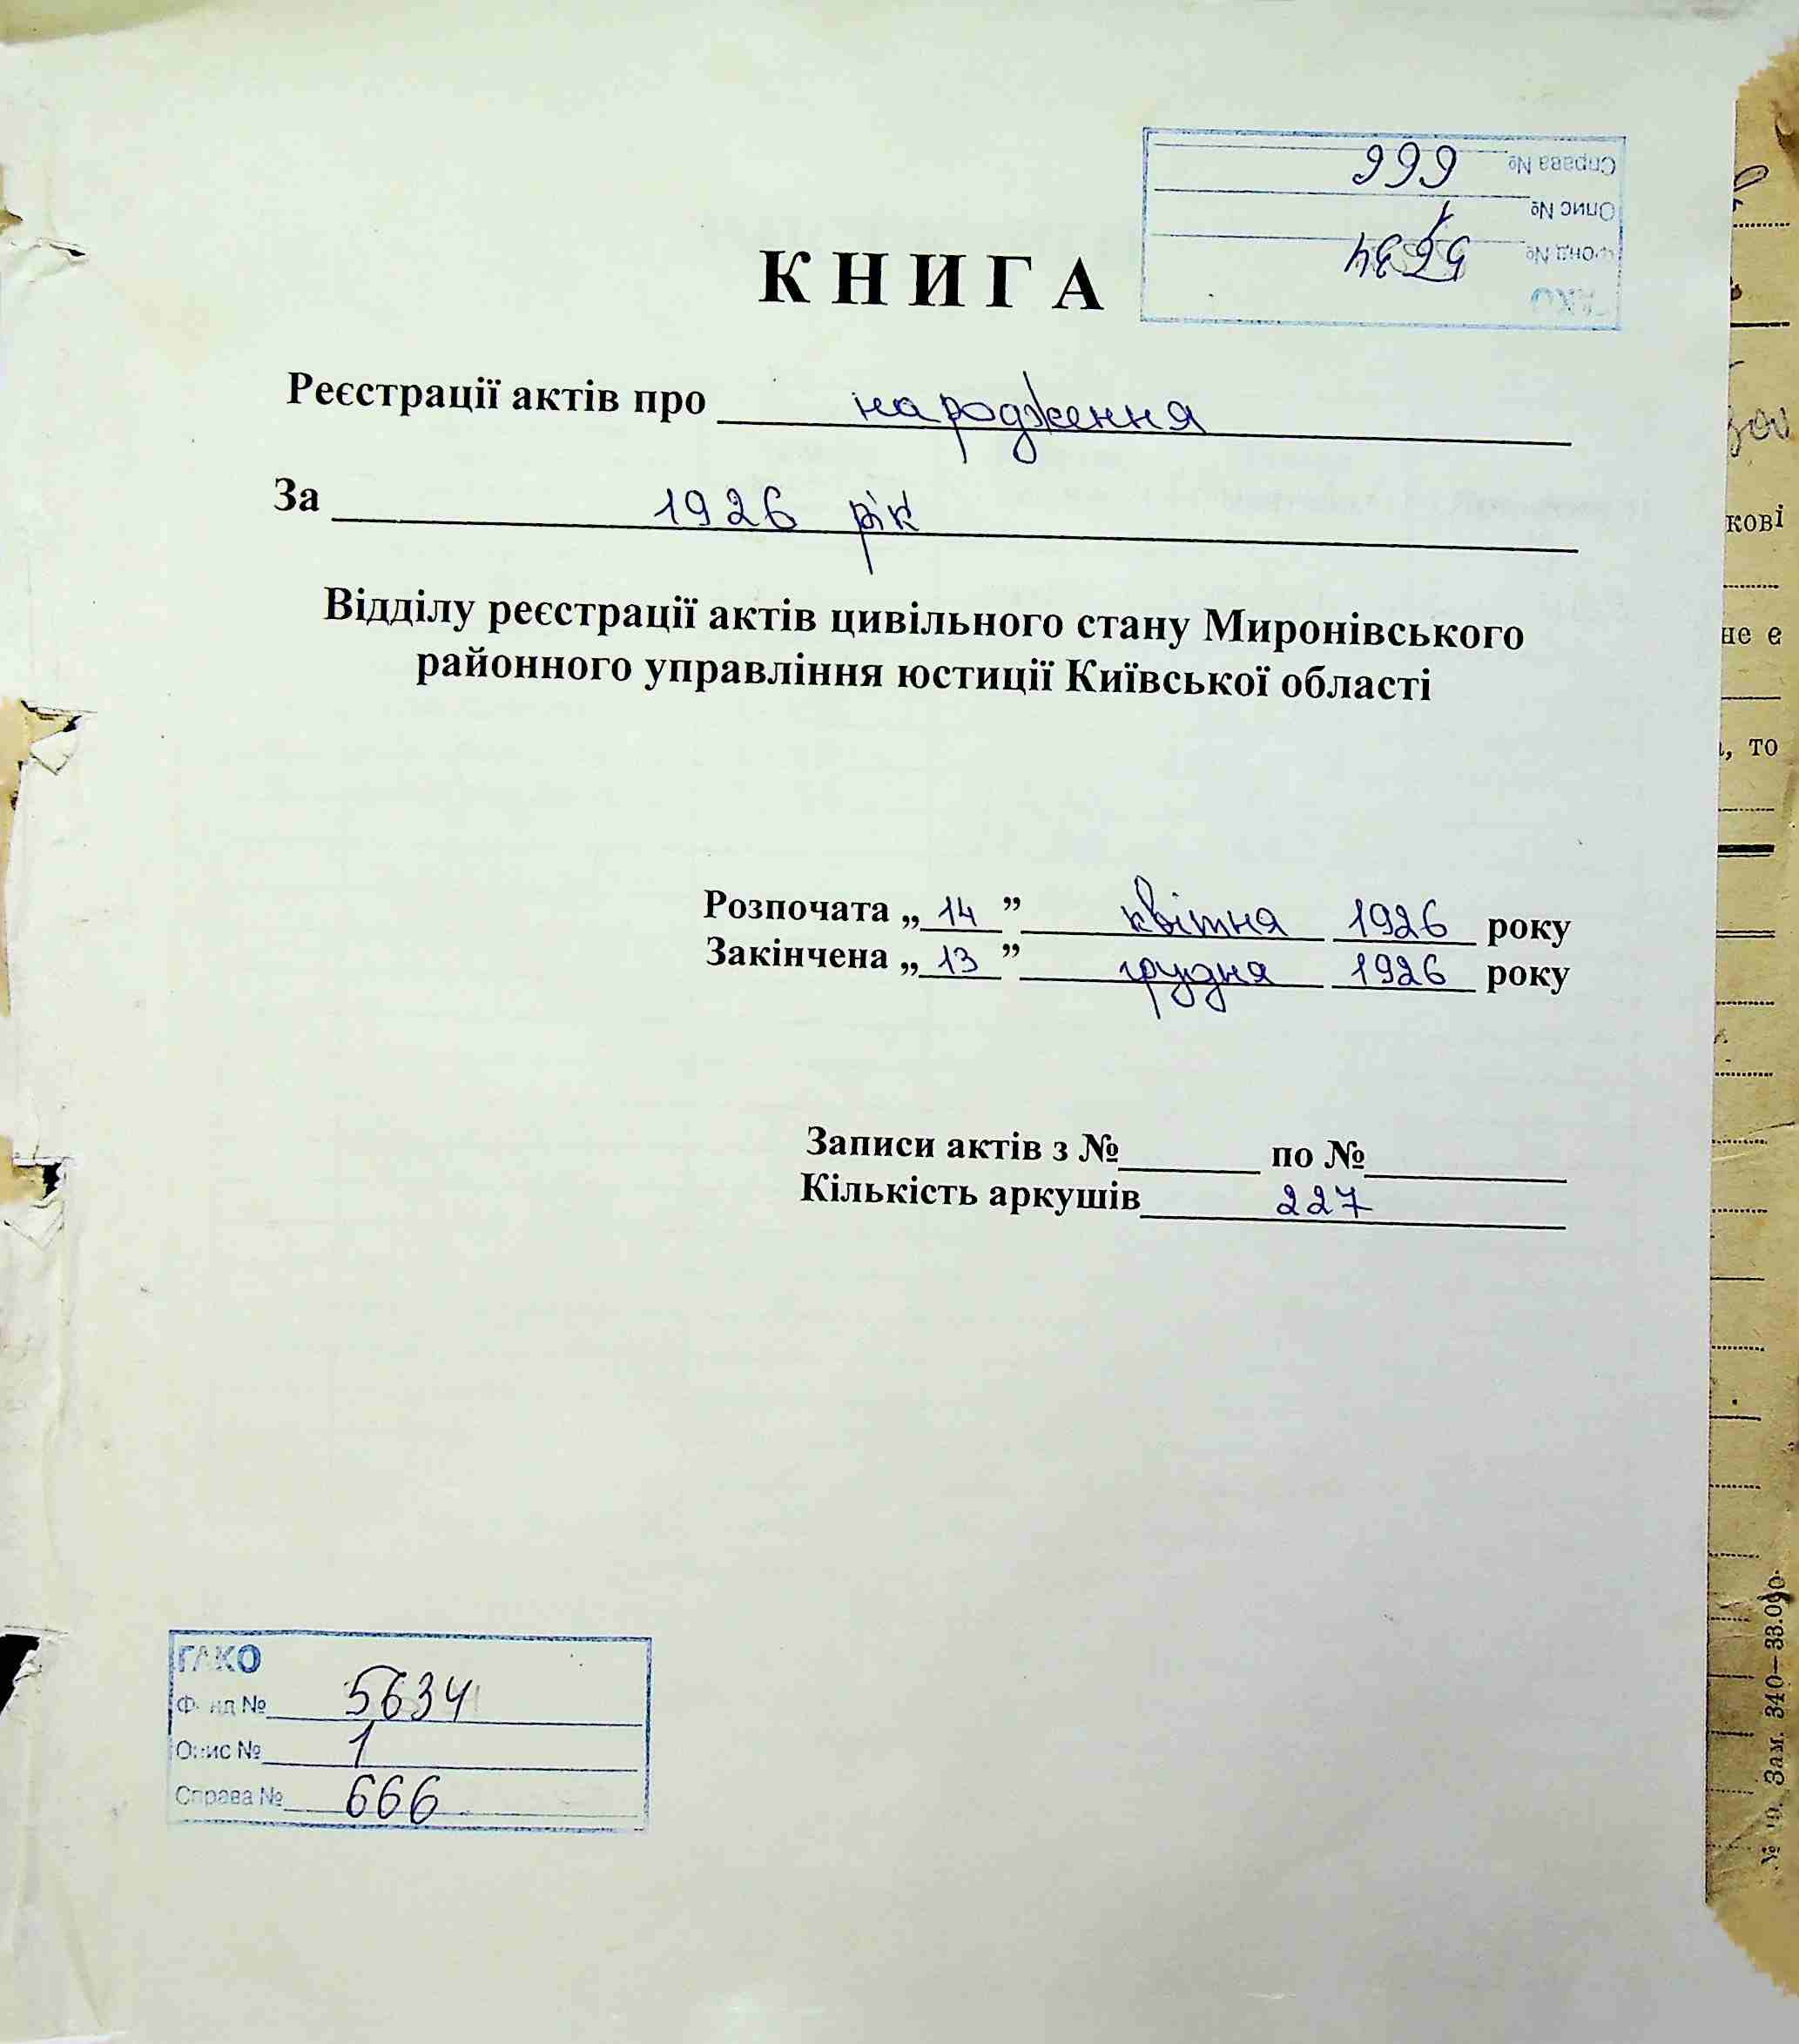 Справа № 666
Опис № 1
Фонд № 5634
КНИГА
Реєстрації актів про народження
За 1926 рік
Відділу реєстрації актів цивільного стану Миронівського
районного управління юстиції Київської області
Розпочата „ 14 ” квітня 1926 року
Закінчена „ 13 ” грудня 1926 року
Записи актів з № по №
Кількість аркушів 227
ГАКО
Фонд № 5634
Опис № 1
Справа № 666
кові
не є
, то
Зам. 340—33.000